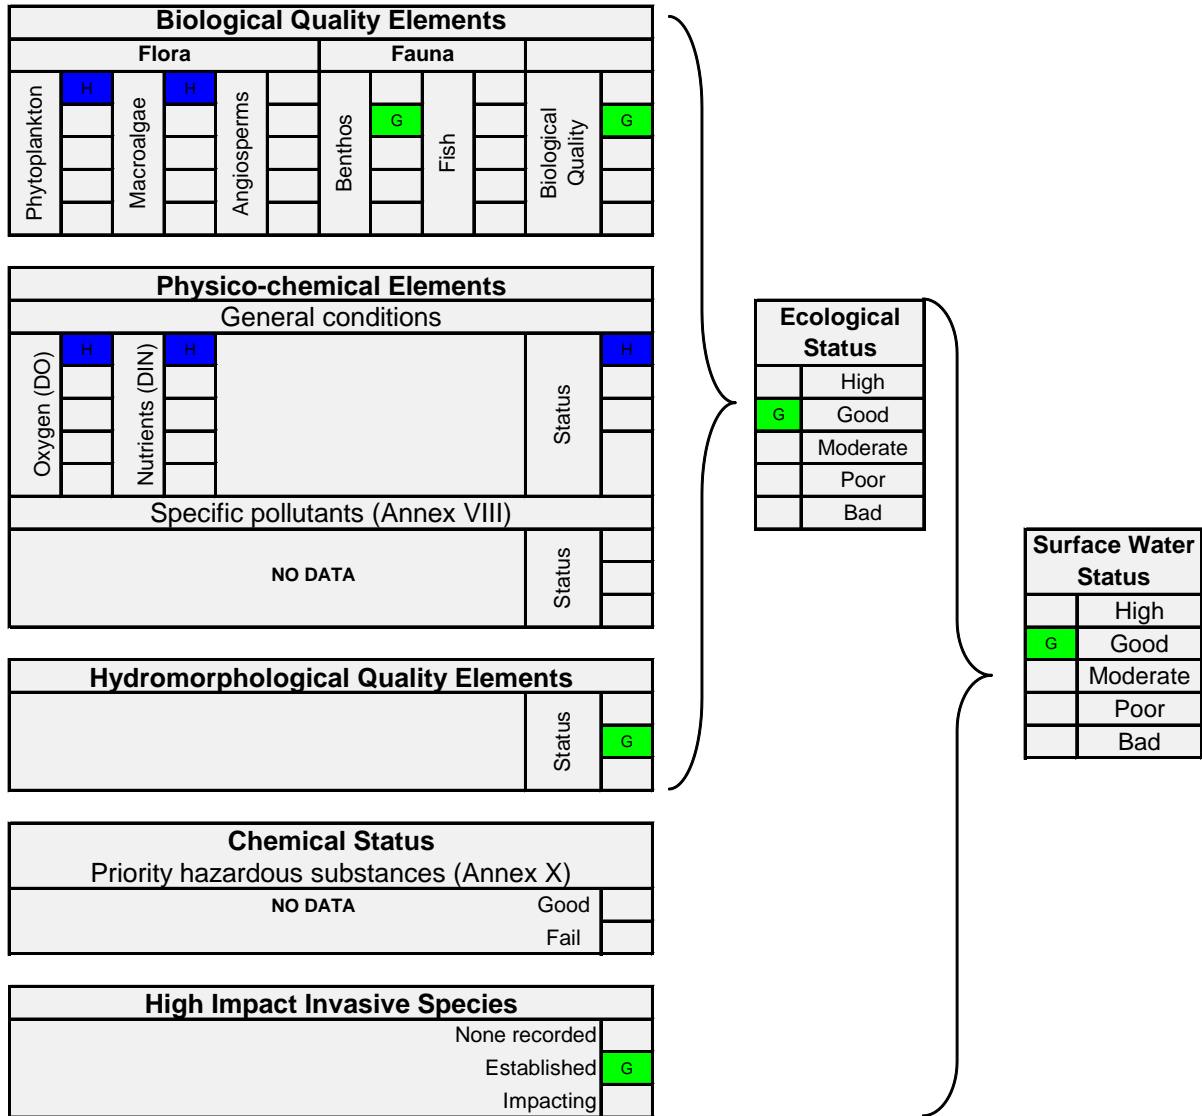 Biological Quality Elements
Flora
Fauna
Phytoplankton
H
Macroalgae
H
Angiosperms
Benthos
G
Fish
Biological
Quality
G
Physico-chemical Elements
General conditions
Oxygen (DO)
H
Nutrients (DIN)
H
Status
H
Specific pollutants (Annex VIII)
NO DATA
Status
Hydromorphological Quality Elements
Status
G
Chemical Status
Priority hazardous substances (Annex X)
NO DATA
Good
Fail
High Impact Invasive Species
None recorded
Established
G
Impacting
Ecological
Status
High
G
Good
Moderate
Poor
Bad
Surface Water
Status
High
G
Good
Moderate
Poor
Bad